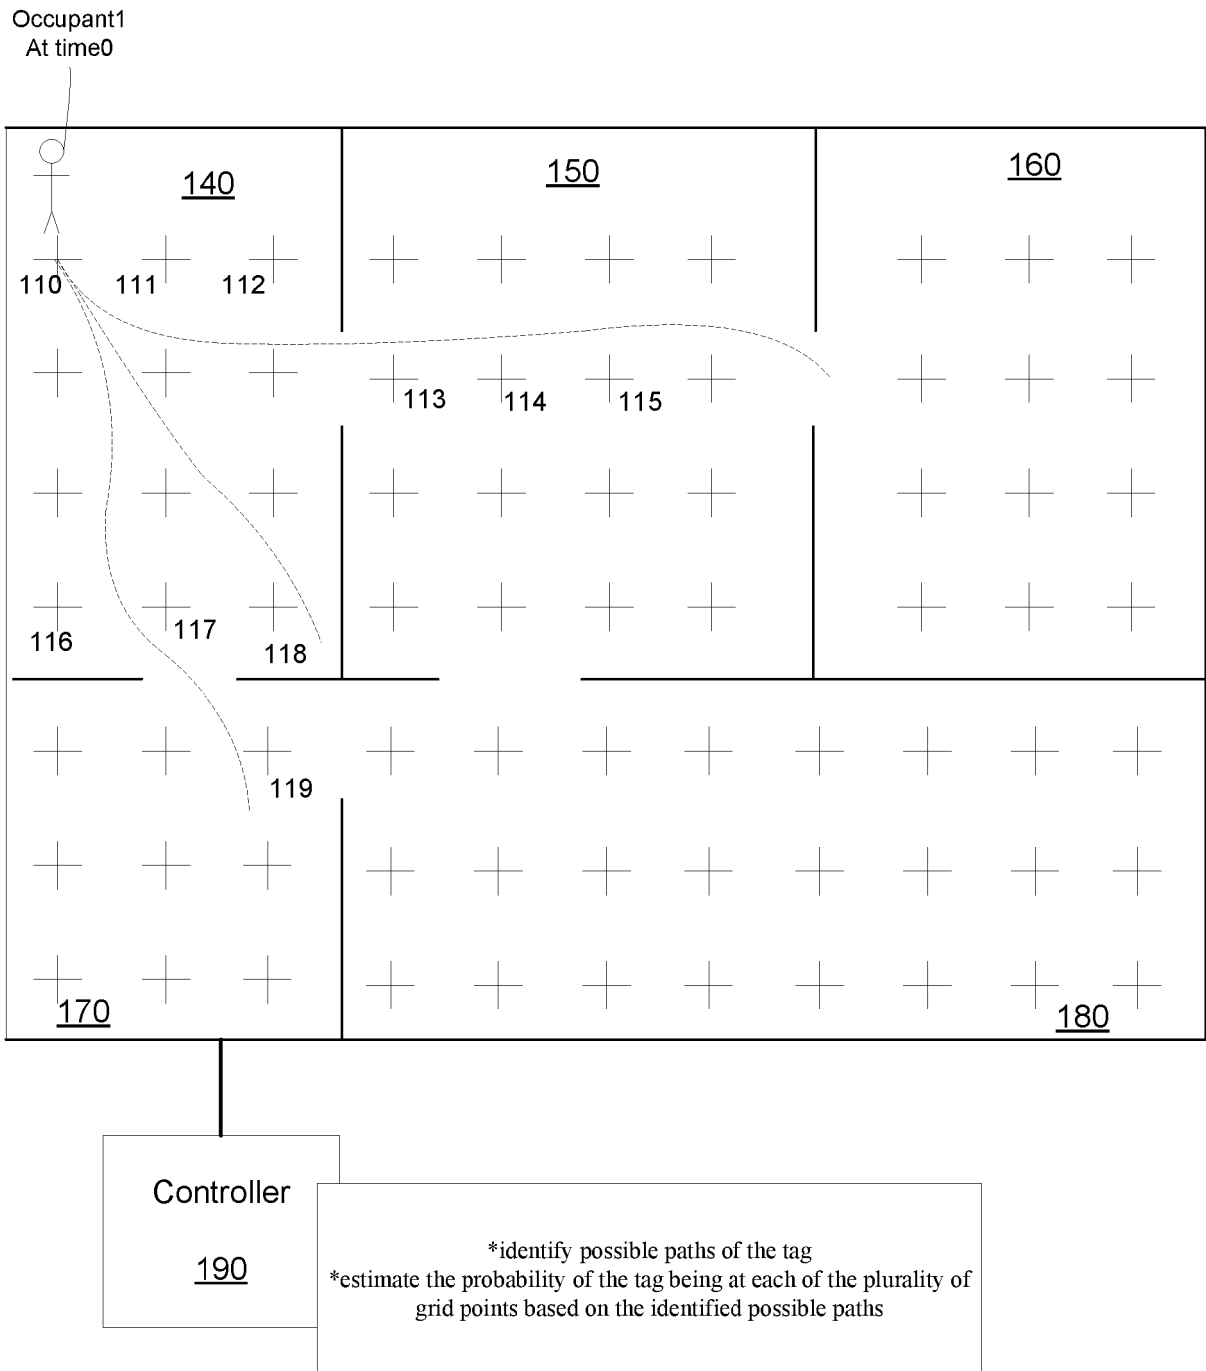 Occupant1
At time0
140
150
160
110
111
112
113
114
115
116
117
118
119
170
180
Controller
190
*identify possible paths of the tag
*estimate the probability of the tag being at each of the plurality of
grid points based on the identified possible paths